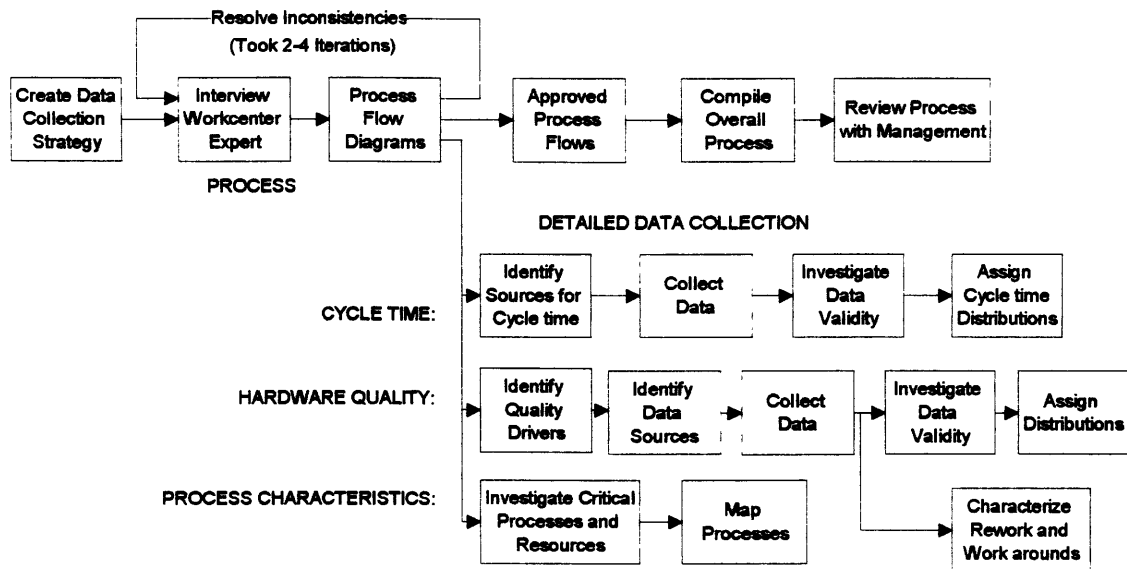 Resolve Inconsistencies
(Took 2-4 Iterations)
Create Data
Collection
Strategy
Interview
Workcenter
Expert
Process
Flow
Diagrams
Approved
Process
Flows
Compile
Overall
Process
Review Process
with Management
PROCESS
DETAILED DATA COLLECTION
CYCLE TIME:
Identify
Sources for
Cycle time
Collect
Data
Investigate
Data
Validity
Assign
Cycle time
Distributions
HARDWARE QUALITY:
Identify
Quality
Drivers
Identify
Data
Sources
Collect
Data
Investigate
Data
Validity
Assign
Distributions
PROCESS CHARACTERISTICS:
Investigate Critical
Processes and
Resources
Map
Processes
Characterize
Rework and
Work arounds